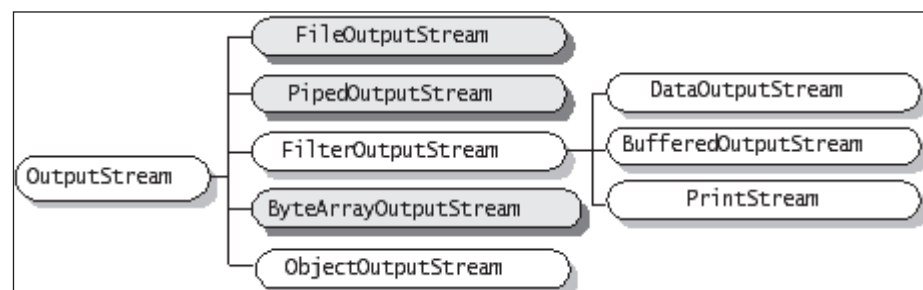 FileOutputStream
PipedOutputStream
DataOutputStream
FilterOutputStream
BufferedOutputStream
OutputStream
PrintStream
ByteArrayOutputStream
ObjectOutputStream